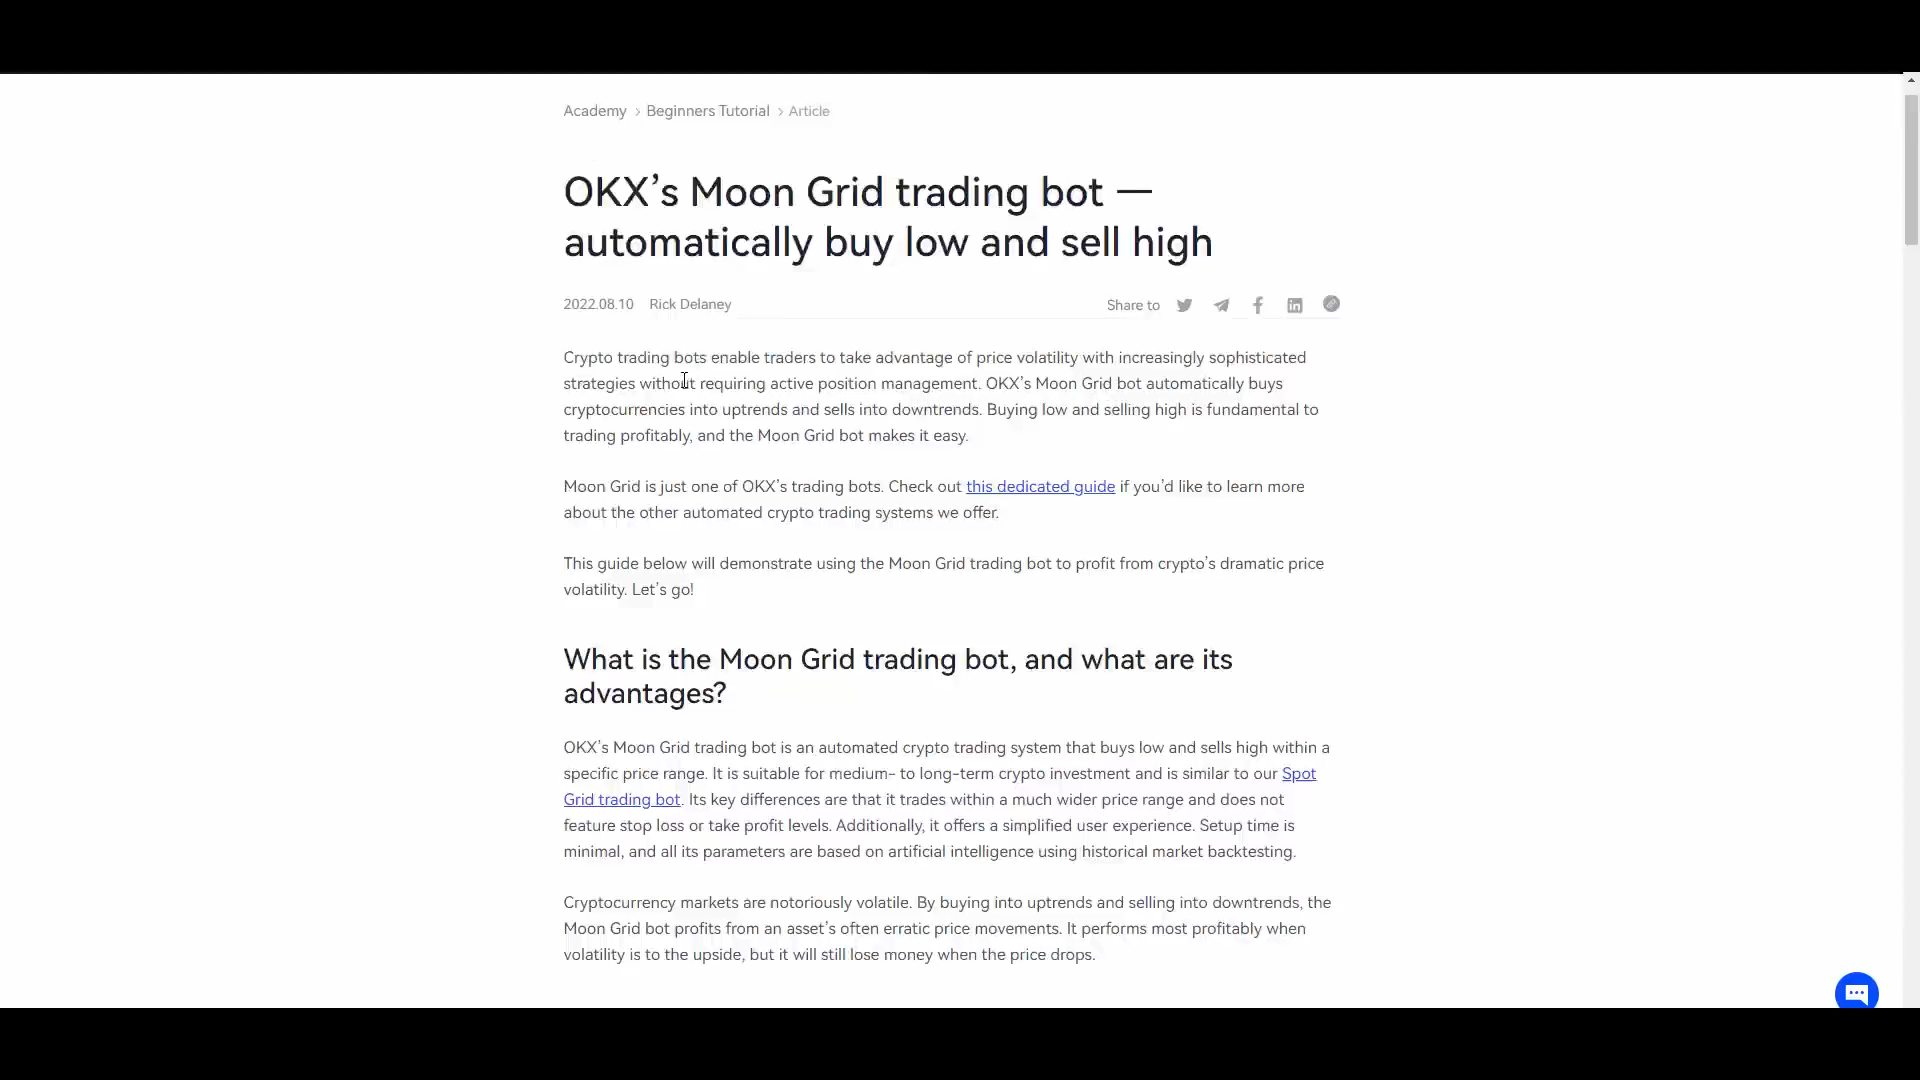 Academy > Beginners Tutorial > Article
OKX’s Moon Grid trading bot —
automatically buy low and sell high
2022.08.10 Rick Delaney Share to
Crypto trading bots enable traders to take advantage of price volatility with increasingly sophisticated
strategies without requiring active position management. OKX’s Moon Grid bot automatically buys
cryptocurrencies into uptrends and sells into downtrends. Buying low and selling high is fundamental to
trading profitably, and the Moon Grid bot makes it easy.
Moon Grid is just one of OKX’s trading bots. Check out this dedicated guide if you’d like to learn more
about the other automated crypto trading systems we offer.
This guide below will demonstrate using the Moon Grid trading bot to profit from crypto’s dramatic price
volatility. Let’s go!
What is the Moon Grid trading bot, and what are its
advantages?
OKX’s Moon Grid trading bot is an automated crypto trading system that buys low and sells high within a
specific price range. It is suitable for medium- to long-term crypto investment and is similar to our Spot
Grid trading bot. Its key differences are that it trades within a much wider price range and does not
feature stop loss or take profit levels. Additionally, it offers a simplified user experience. Setup time is
minimal, and all its parameters are based on artificial intelligence using historical market backtesting.
Cryptocurrency markets are notoriously volatile. By buying into uptrends and selling into downtrends, the
Moon Grid bot profits from an asset’s often erratic price movements. It performs most profitably when
volatility is to the upside, but it will still lose money when the price drops.